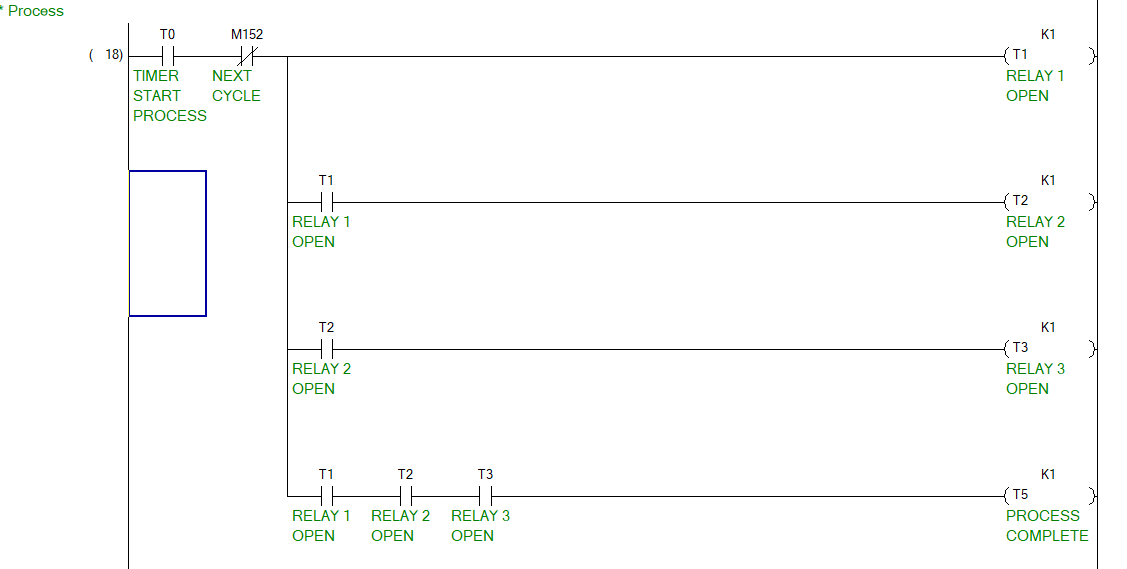 * Process
T0 M152 K1
( 18) ( T1 )
TIMER NEXT RELAY 1
START CYCLE OPEN
PROCESS
T1 K1
( T2 )
RELAY 1 RELAY 2
OPEN OPEN
T2 K1
( T3 )
RELAY 2 RELAY 3
OPEN OPEN
T1 T2 T3 K1
( T5 )
RELAY 1 RELAY 2 RELAY 3 PROCESS
OPEN OPEN OPEN COMPLETE